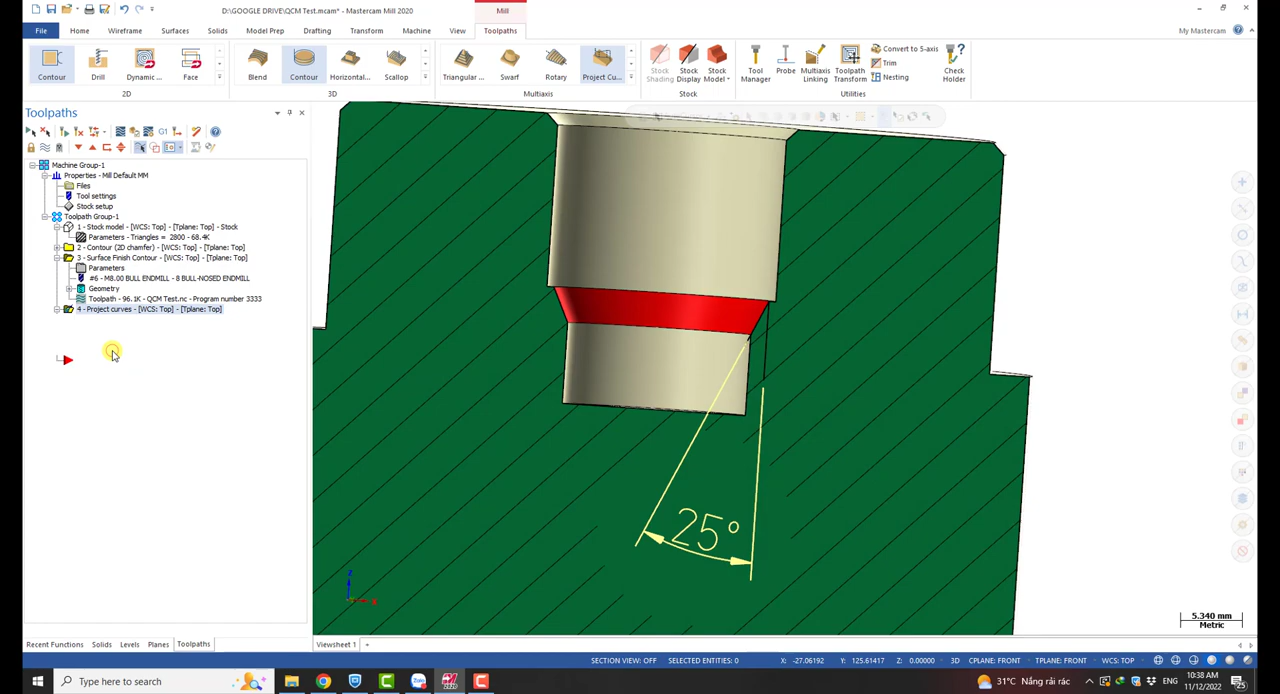 D:\GOOGLE DRIVE\QCM Test.mcam* - Mastercam Mill 2020
Mill
File
Home
Wireframe
Surfaces
Solids
Model Prep
Drafting
Transform
Machine
View
Toolpaths
My Mastercam
Contour
Drill
Dynamic ...
Face
Blend
Contour
Horizontal...
Scallop
Triangular ...
Swarf
Rotary
Project Cu...
Stock Shading
Stock Display
Stock Model
Tool Manager
Probe
Multiaxis Linking
Toolpath Transform
Convert to 5-axis
Trim
Nesting
Check Holder
2D
3D
Multiaxis
Stock
Utilities
Toolpaths
G1
Machine Group-1
Properties - Mill Default MM
Files
Tool settings
Stock setup
Toolpath Group-1
1 - Stock model - [WCS: Top] - [Tplane: Top] - Stock
Parameters - Triangles = 2800 - 68.4K
2 - Contour (2D chamfer) - [WCS: Top] - [Tplane: Top]
3 - Surface Finish Contour - [WCS: Top] - [Tplane: Top]
Parameters
#6 - M8.00 BULL ENDMILL - 8 BULL-NOSED ENDMILL
Geometry
Toolpath - 96.1K - QCM Test.nc - Program number 3333
4 - Project curves - [WCS: Top] - [Tplane: Top]
25°
Z
X
5.340 mm
Metric
Recent Functions
Solids
Levels
Planes
Toolpaths
Viewsheet 1
+
SECTION VIEW: OFF
SELECTED ENTITIES: 0
X: -27.06192
Y: 125.61417
Z: 0.00000
3D
CPLANE: FRONT
TPLANE: FRONT
WCS: TOP
Type here to search
2020
31°C Nắng rải rác
ENG
10:38 AM
11/12/2022
25